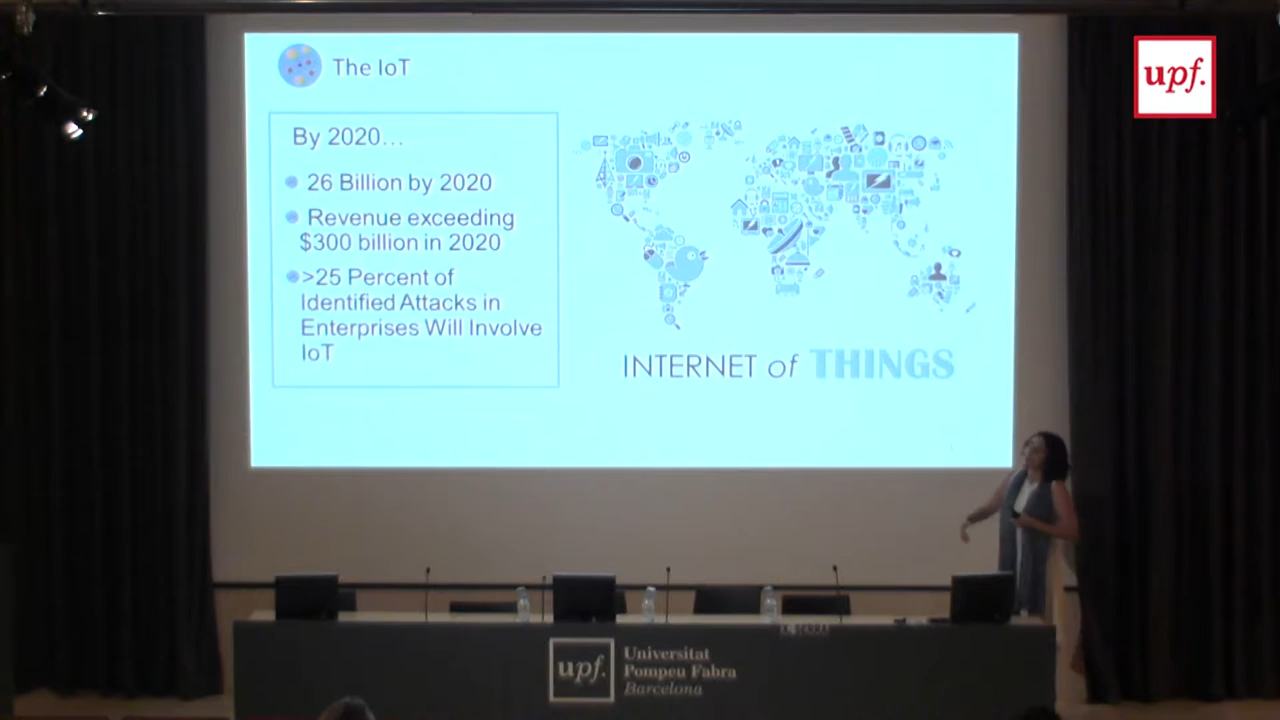 upf.
The IoT
By 2020...
26 Billion by 2020
Revenue exceeding
$300 billion in 2020
>25 Percent of
Identified Attacks in
Enterprises Will Involve
IoT
INTERNET of THINGS
upf.
Universitat
Pompeu Fabra
Barcelona